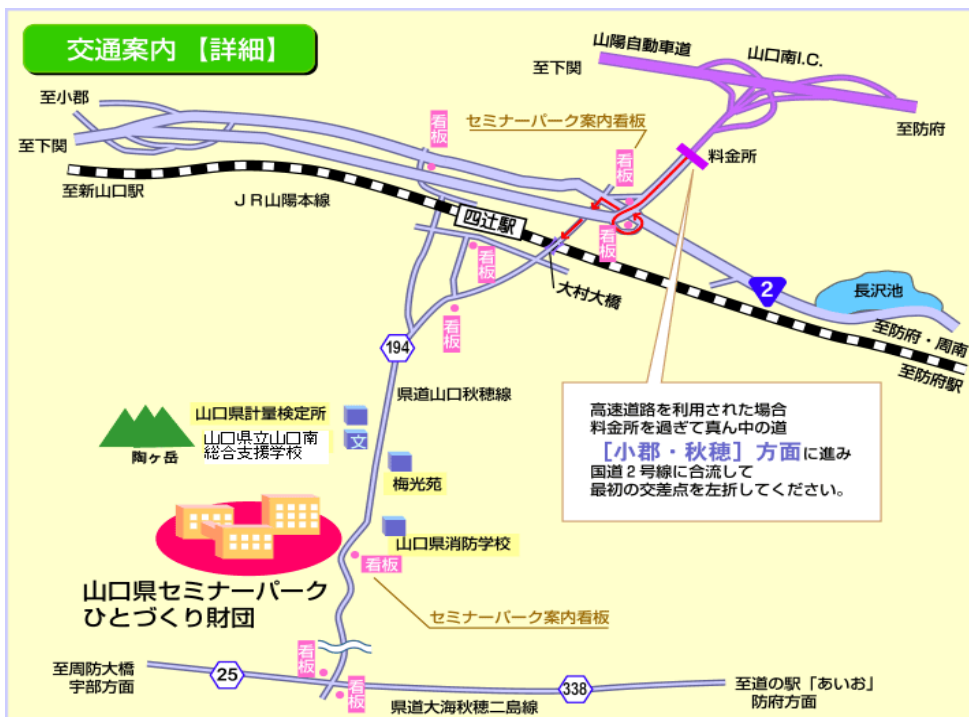 交通案内 【詳細】
山陽自動車道
山口南I.C.
至下関
至防府
料金所
至小郡
至下関
至新山口駅
JR山陽本線
看板
セミナーパーク案内看板
看板
看板
四辻駅
看板
看板
大村大橋
2
長沢池
至防府・周南
至防府駅
194
県道山口秋穂線
高速道路を利用された場合
料金所を過ぎて真ん中の道
［小郡・秋穂］方面に進み
国道2号線に合流して
最初の交差点を左折してください。
陶ヶ岳
山口県計量検定所
山口県立山口南
総合支援学校
文
梅光苑
山口県消防学校
看板
セミナーパーク案内看板
山口県セミナーパーク
ひとづくり財団
看板
看板
至周防大橋
宇部方面
25
県道大海秋穂二島線
338
至道の駅「あいお」
防府方面